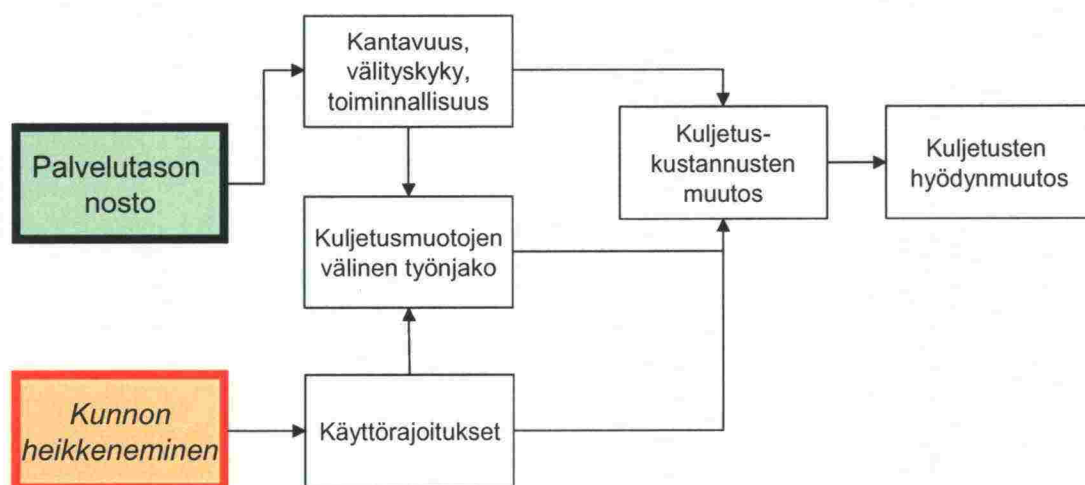 Kantavuus,
välityskyky,
toiminnallisuus
Palvelutason
nosto
Kuljetus-
kustannusten
muutos
Kuljetusten
hyödynmuutos
Kuljetusmuotojen
välinen työnjako
Kunnon
heikkeneminen
Käyttörajoitukset